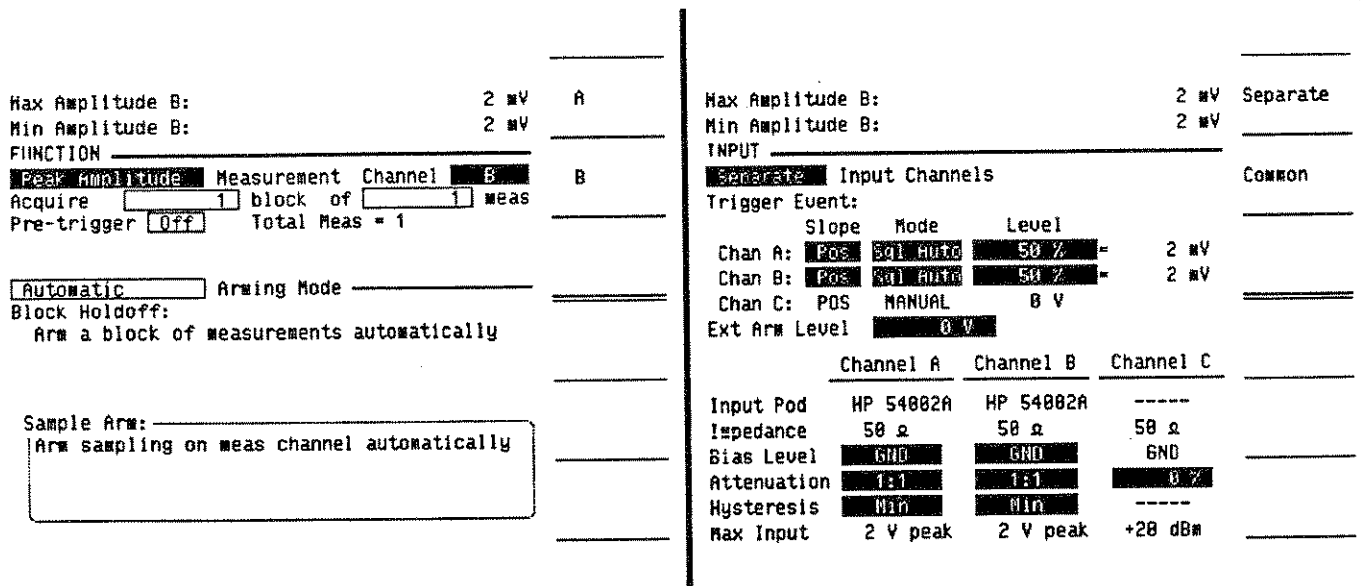 Max Amplitude B: 2 mV
Min Amplitude B: 2 mV
FUNCTION
Peak Amplitude Measurement Channel B
Acquire 1 block of 1 meas
Pre-trigger Off Total Meas = 1
Automatic Arming Mode
Block Holdoff:
Arm a block of measurements automatically
Sample Arm:
Arm sampling on meas channel automatically
A
B
Max Amplitude B: 2 mV
Min Amplitude B: 2 mV
INPUT
Separate Input Channels
Trigger Event:
Slope Mode Level
Chan A: Pos Sgl Auto 50 % = 2 mV
Chan B: Pos Sgl Auto 50 % = 2 mV
Chan C: POS MANUAL 0 V
Ext Arm Level 0 V
Channel A Channel B Channel C
Input Pod HP 54002A HP 54002A -----
Impedance 50 Ω 50 Ω 50 Ω
Bias Level GND GND GND
Attenuation 1:1 1:1 0 %
Hysteresis Min Min -----
Max Input 2 V peak 2 V peak +20 dBm
Separate
Common